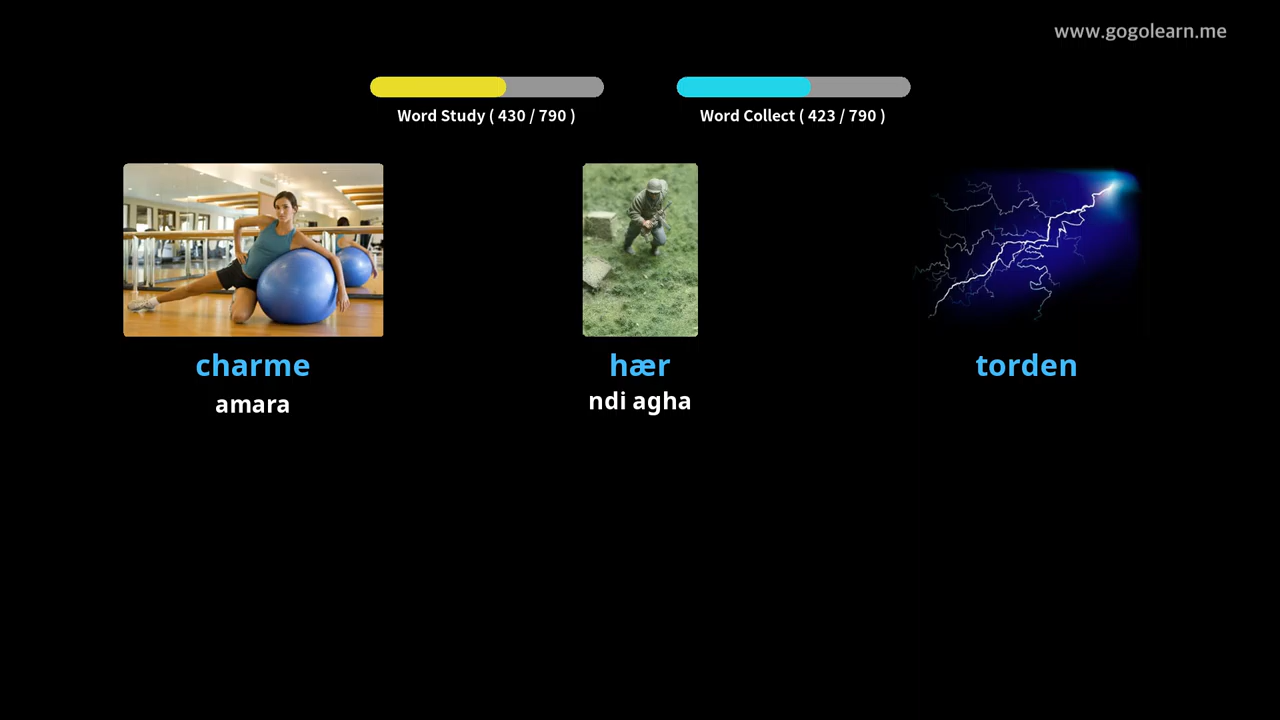 www.gogolearn.me
Word Study ( 430 / 790 )
Word Collect ( 423 / 790 )
charme
amara
hær
ndi agha
torden